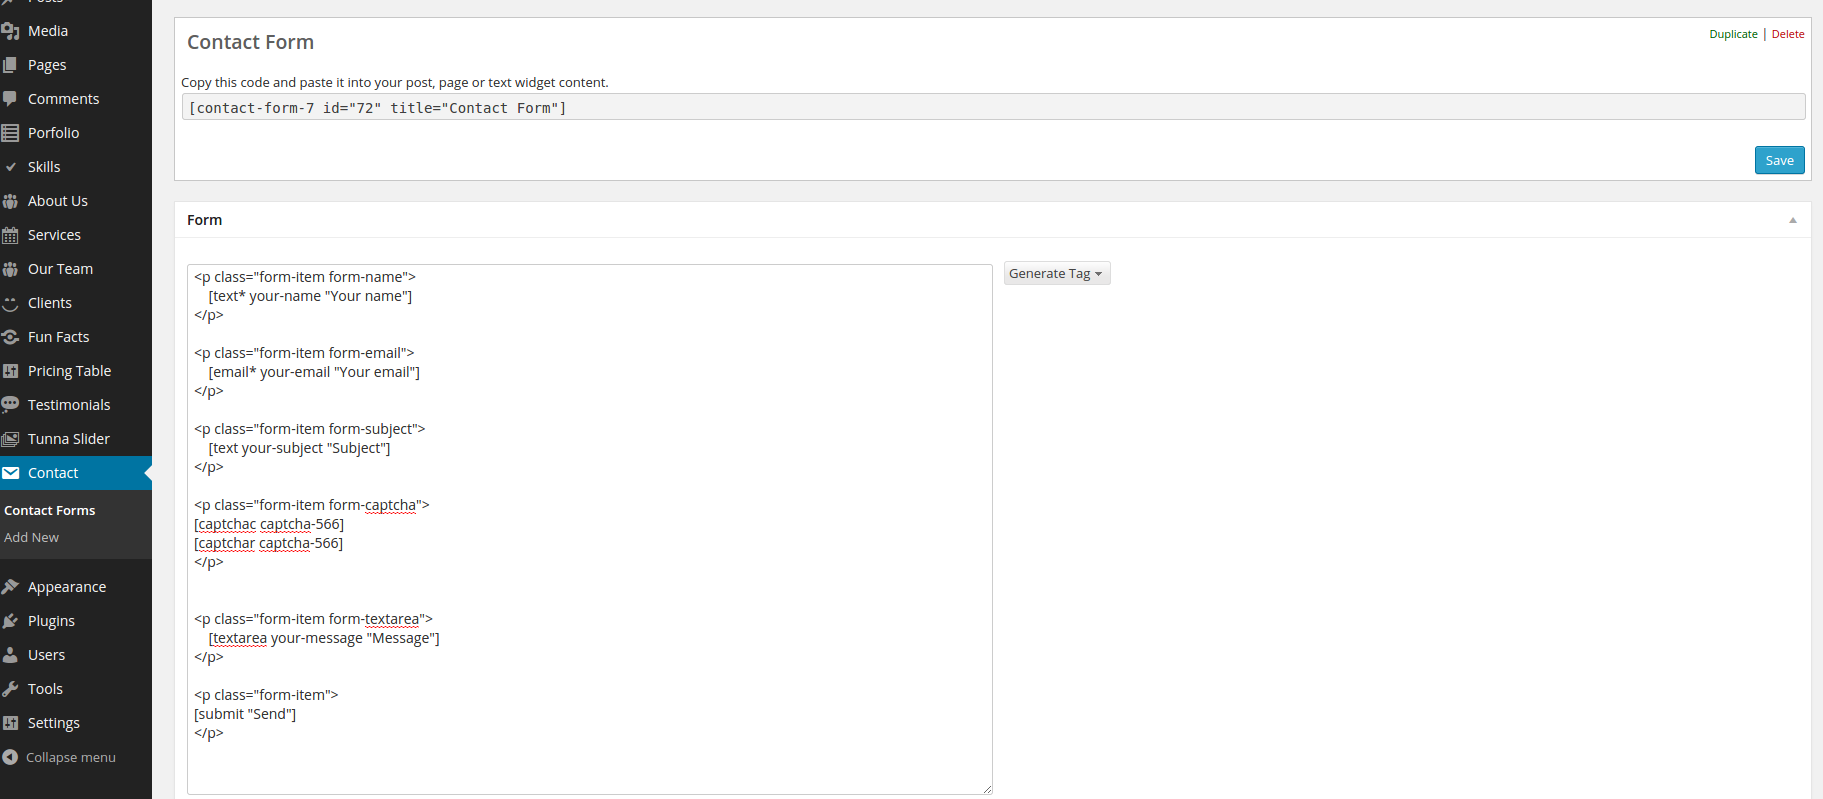 Posts
Media
Pages
Comments
Porfolio
Skills
About Us
Services
Our Team
Clients
Fun Facts
Pricing Table
Testimonials
Tunna Slider
Contact
Contact Forms
Add New
Appearance
Plugins
Users
Tools
Settings
Collapse menu
Contact Form
Duplicate | Delete
Copy this code and paste it into your post, page or text widget content.
[contact-form-7 id="72" title="Contact Form"]
Save
Form
Generate Tag
<p class="form-item form-name">
[text* your-name "Your name"]
</p>
<p class="form-item form-email">
[email* your-email "Your email"]
</p>
<p class="form-item form-subject">
[text your-subject "Subject"]
</p>
<p class="form-item form-captcha">
[captchac captcha-566]
[captchar captcha-566]
</p>
<p class="form-item form-textarea">
[textarea your-message "Message"]
</p>
<p class="form-item">
[submit "Send"]
</p>